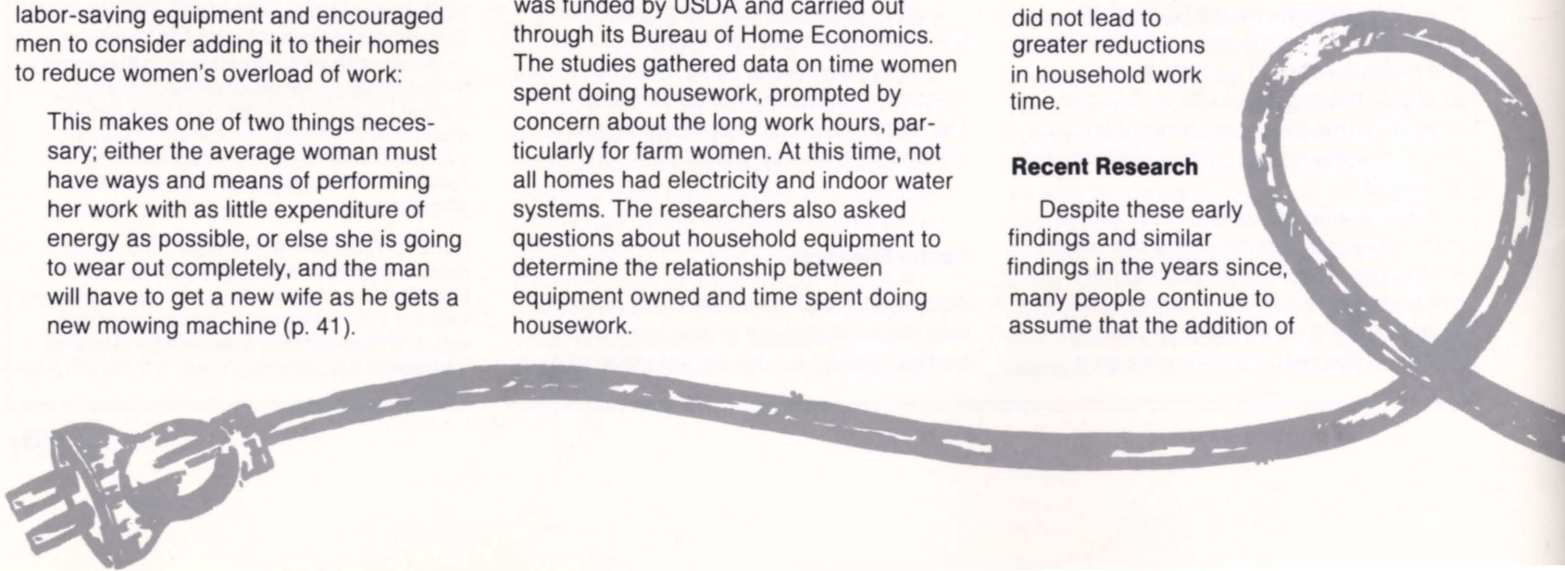 labor-saving equipment and encouraged
men to consider adding it to their homes
to reduce women's overload of work:
This makes one of two things neces-
sary; either the average woman must
have ways and means of performing
her work with as little expenditure of
energy as possible, or else she is going
to wear out completely, and the man
will have to get a new wife as he gets a
new mowing machine (p. 41).
was funded by USDA and carried out
through its Bureau of Home Economics.
The studies gathered data on time women
spent doing housework, prompted by
concern about the long work hours, par-
ticularly for farm women. At this time, not
all homes had electricity and indoor water
systems. The researchers also asked
questions about household equipment to
determine the relationship between
equipment owned and time spent doing
housework.
did not lead to
greater reductions
in household work
time.
Recent Research
Despite these early
findings and similar
findings in the years since,
many people continue to
assume that the addition of